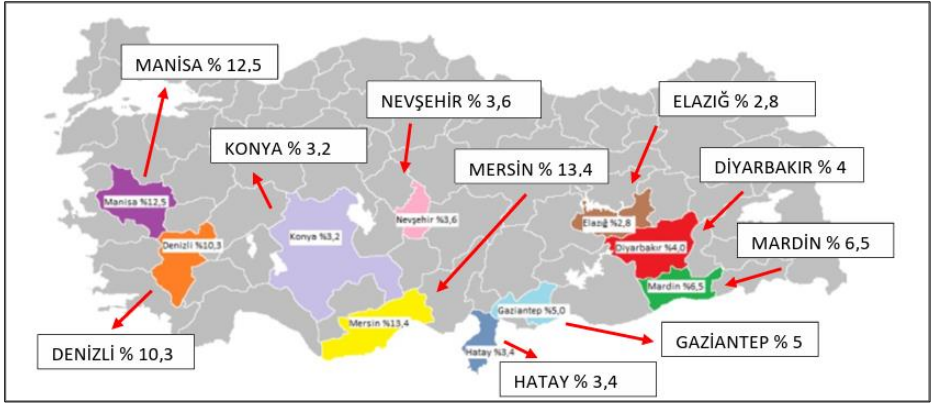 MANİSA % 12,5
NEVŞEHİR % 3,6
ELAZIĞ % 2,8
KONYA % 3,2
MERSİN % 13,4
DİYARBAKIR % 4
Manisa %12,5
Nevşehir %3,6
Elazığ %2,8
Denizli %10,3
Konya %3,2
Diyarbakır %4,0
MARDİN % 6,5
Mardin %6,5
Gaziantep %5,0
Mersin %13,4
DENİZLİ % 10,3
Hatay %3,4
GAZİANTEP % 5
HATAY % 3,4